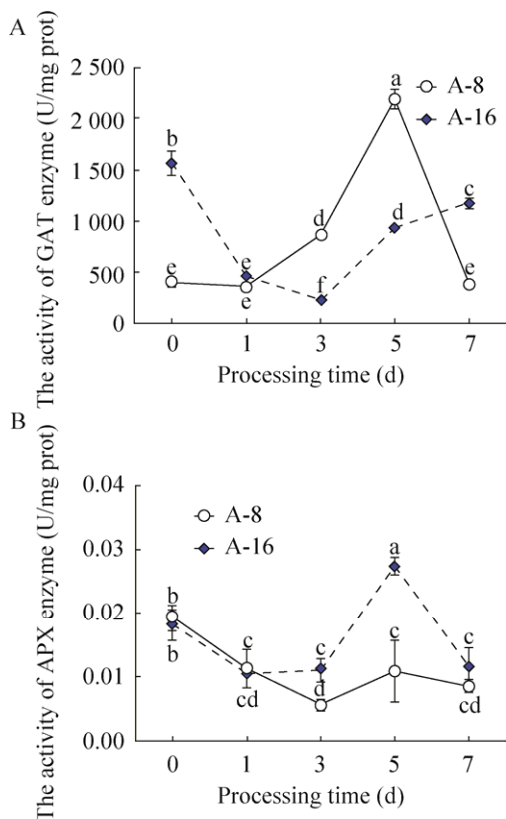 A
The activity of GAT enzyme (U/mg prot)
2 500
2 000
1 500
1 000
500
0
A-8
A-16
a
b
d
d
c
e
e
e
f
e
0 1 3 5 7
Processing time (d)
B
The activity of APX enzyme (U/mg prot)
0.04
0.03
0.02
0.01
0.00
A-8
A-16
a
b
b
c
c
c
c
cd
d
cd
0 1 3 5 7
Processing time (d)